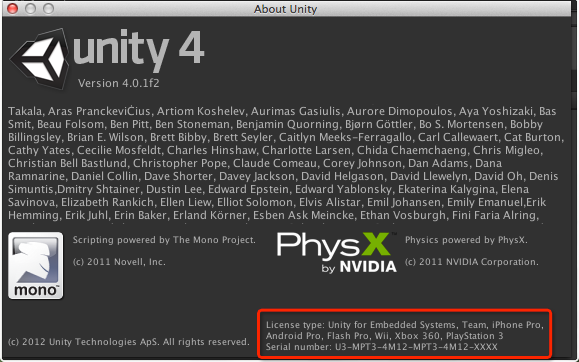 About Unity
unity 4
Version 4.0.1f2
Takala, Aras PranckeviČius, Artiom Koshelev, Aurimas Gasiulis, Aurore Dimopoulos, Aya Yoshizaki, Bas
Smit, Beau Folsom, Ben Pitt, Ben Stoneman, Benjamin Quorning, Bjørn Göttler, Bo S. Mortensen, Bobby
Billingsley, Brian E. Wilson, Brett Bibby, Brett Seyler, Caitlyn Meeks-Ferragallo, Carl Callewaert, Cat Burton,
Cathy Yates, Cecilie Mosfeldt, Charles Hinshaw, Charlotte Larsen, Chida Chaemchaeng, Chris Migleo,
Christian Bell Bastlund, Christopher Pope, Claude Comeau, Corey Johnson, Dan Adams, Dana
Ramnarine, Daniel Collin, Dave Shorter, Davey Jackson, David Helgason, David Llewelyn, David Oh, Denis
Simuntis,Dmitry Shtainer, Dustin Lee, Edward Epstein, Edward Yablonsky, Ekaterina Kalygina, Elena
Savinova, Elizabeth Rankich, Ellen Liew, Elliot Solomon, Elvis Alistar, Emil Johansen, Emily Emanuel,Erik
Hemming, Erik Juhl, Erin Baker, Erland Körner, Esben Ask Meincke, Ethan Vosburgh, Fini Faria Alring,
mono™
Scripting powered by The Mono Project.
(c) 2011 Novell, Inc.
PhysX
by NVIDIA
Physics powered by PhysX.
(c) 2011 NVIDIA Corporation.
(c) 2012 Unity Technologies ApS. All rights reserved.
License type: Unity for Embedded Systems, Team, iPhone Pro,
Android Pro, Flash Pro, Wii, Xbox 360, PlayStation 3
Serial number: U3-MPT3-4M12-MPT3-4M12-XXXX